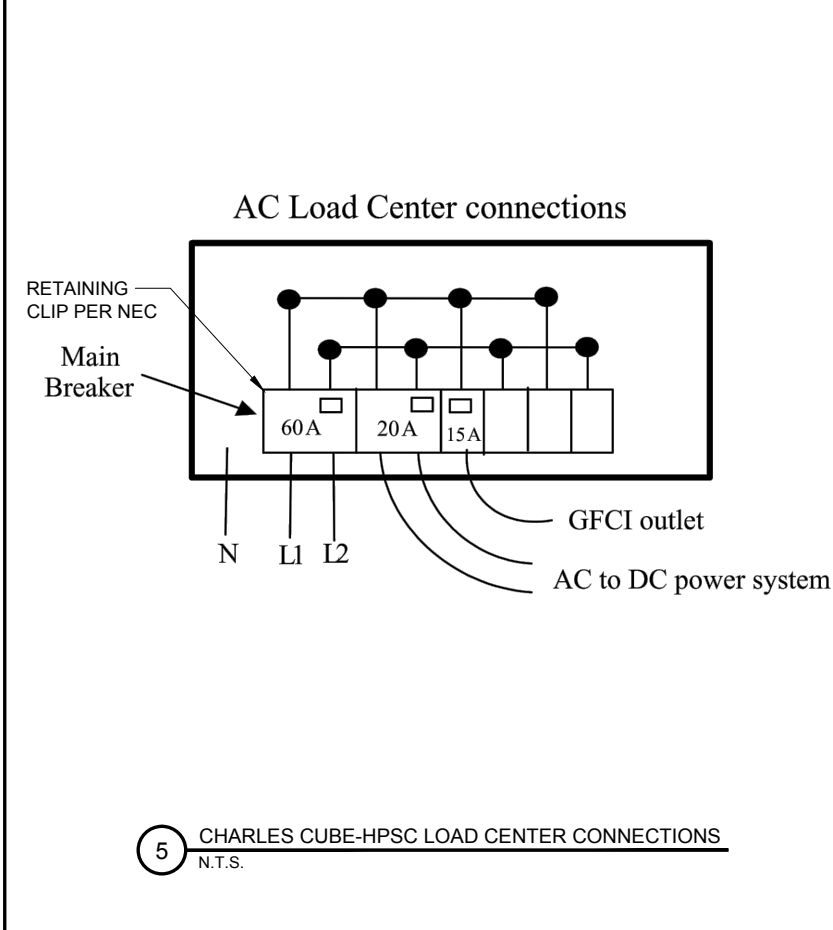 AC Load Center connections
RETAINING
CLIP PER NEC
Main
Breaker
60A
20A
15A
GFCI outlet
N
L1
L2
AC to DC power system
5
CHARLES CUBE-HPSC LOAD CENTER CONNECTIONS
N.T.S.